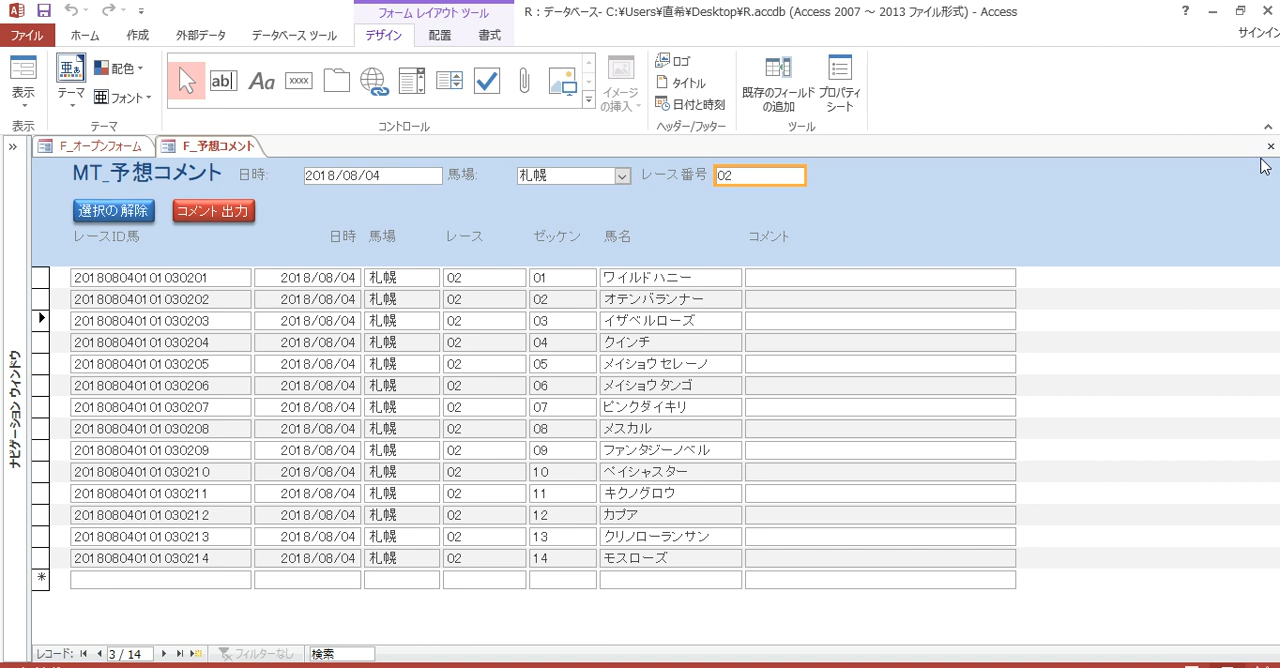 フォーム レイアウト ツール
R : データベース- C:¥Users¥直希¥Desktop¥R.accdb (Access 2007 ～ 2013 ファイル形式) - Access
?
ファイル ホーム 作成 外部データ データベース ツール デザイン 配置 書式 サインイン
表示
表示
亜あ テーマ
配色
亜 フォント
テーマ
ab| Aa xxxx
イメージの挿入
コントロール
ロゴ
タイトル
日付と時刻
ヘッダー/フッター
既存のフィールドの追加
プロパティ シート
ツール
F_オープンフォーム F_予想コメント
ナビゲーション ウィンドウ
MT_予想コメント 日時: 2018/08/04 馬場: 札幌 レース番号 02
選択の解除 コメント出力
レースID馬 日時 馬場 レース ゼッケン 馬名 コメント
201808040101030201 2018/08/04 札幌 02 01 ワイルドハニー
201808040101030202 2018/08/04 札幌 02 02 オテンバランナー
201808040101030203 2018/08/04 札幌 02 03 イザベルローズ
201808040101030204 2018/08/04 札幌 02 04 クインチ
201808040101030205 2018/08/04 札幌 02 05 メイショウセレーノ
201808040101030206 2018/08/04 札幌 02 06 メイショウタンゴ
201808040101030207 2018/08/04 札幌 02 07 ピンクダイキリ
201808040101030208 2018/08/04 札幌 02 08 メスカル
201808040101030209 2018/08/04 札幌 02 09 ファンタジーノベル
201808040101030210 2018/08/04 札幌 02 10 ペイシャスター
201808040101030211 2018/08/04 札幌 02 11 キクノグロウ
201808040101030212 2018/08/04 札幌 02 12 カプア
201808040101030213 2018/08/04 札幌 02 13 クリノローランサン
201808040101030214 2018/08/04 札幌 02 14 モスローズ
レコード: 3 / 14 フィルターなし 検索